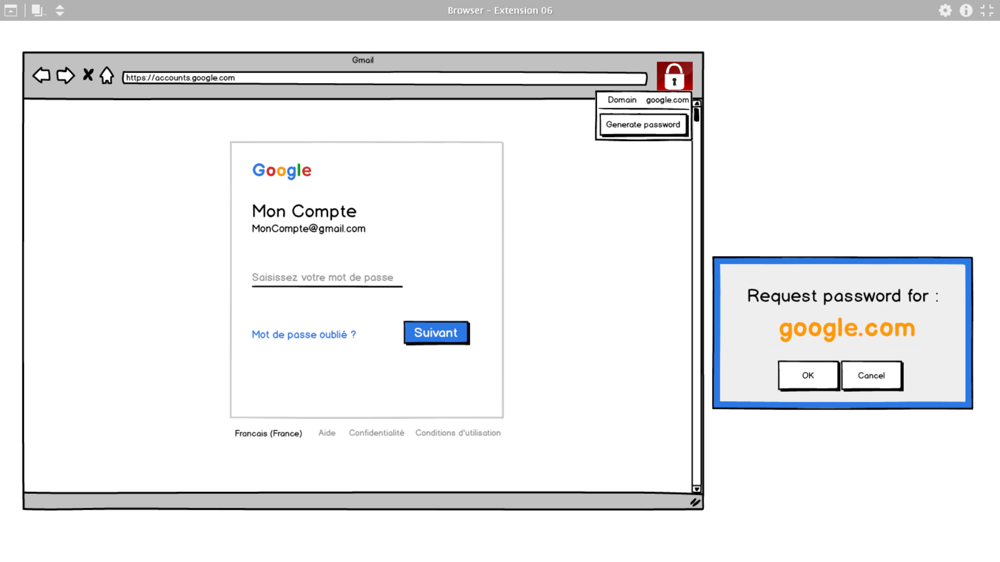 Browser - Extension 06
Gmail
https://accounts.google.com
Domain google.com
Generate password
Google
Mon Compte
MonCompte@gmail.com
Saisissez votre mot de passe
Mot de passe oublié ?
Suivant
Francais (France) Aide Confidentialité Conditions d'utilisation
Request password for :
google.com
OK Cancel